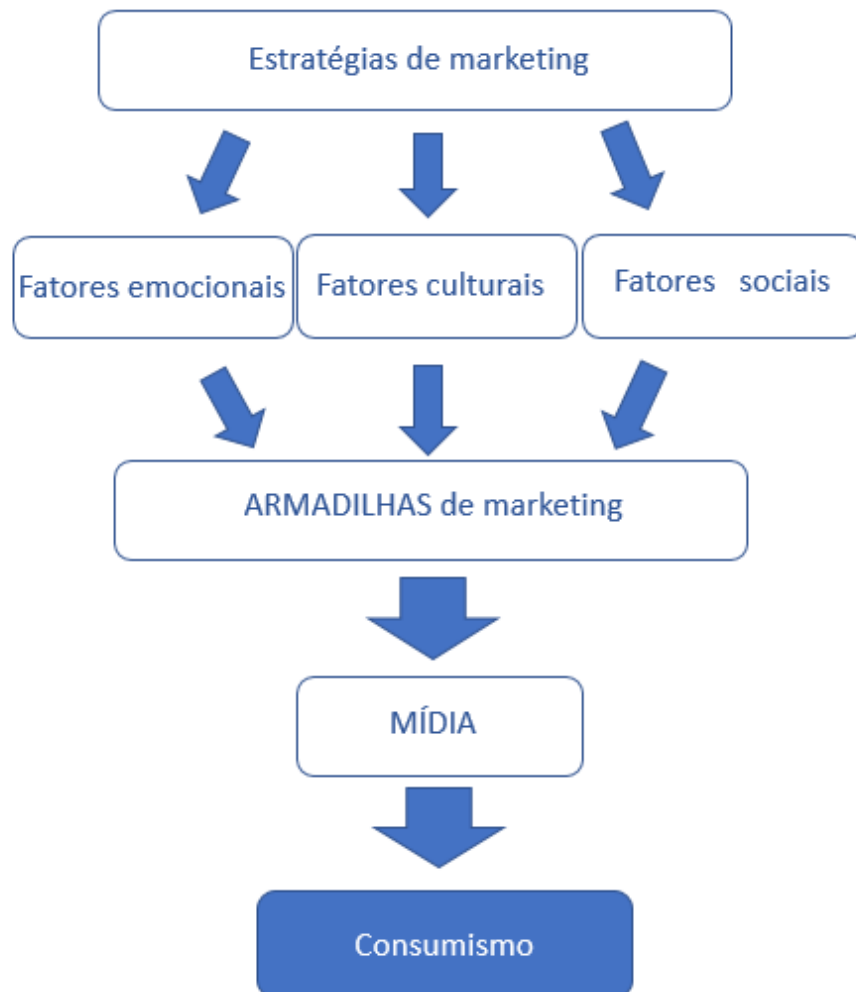 Estratégias de marketing
Fatores emocionais
Fatores culturais
Fatores sociais
ARMADILHAS de marketing
MÍDIA
Consumismo